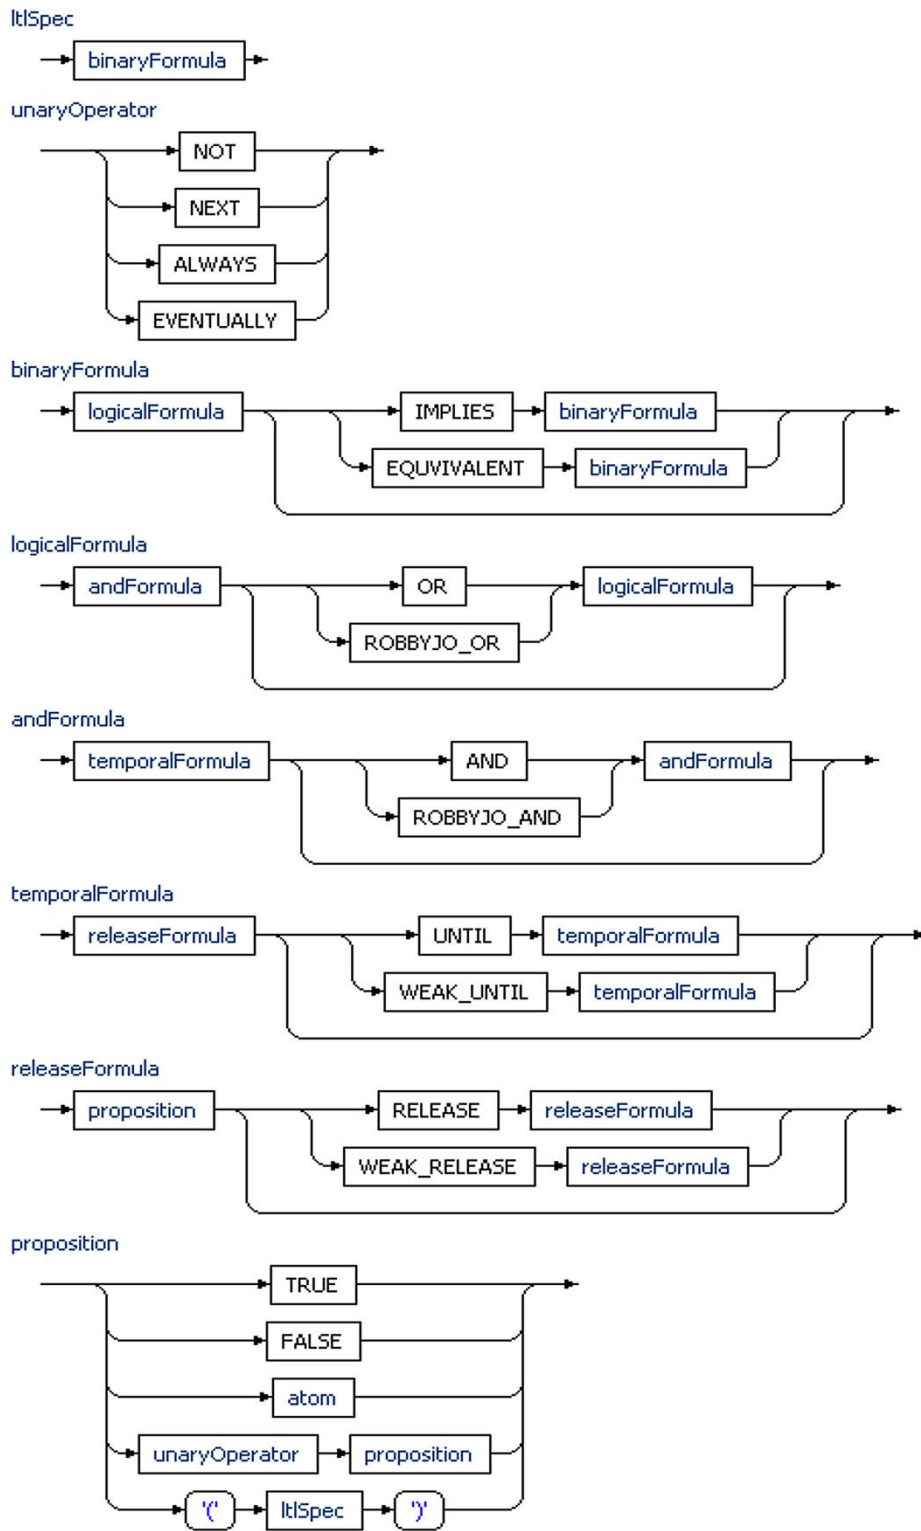 ltlSpec
binaryFormula
unaryOperator
NOT
NEXT
ALWAYS
EVENTUALLY
binaryFormula
logicalFormula IMPLIES binaryFormula
EQUVIVALENT binaryFormula
logicalFormula
andFormula OR logicalFormula
ROBBYJO_OR
andFormula
temporalFormula AND andFormula
ROBBYJO_AND
temporalFormula
releaseFormula UNTIL temporalFormula
WEAK_UNTIL temporalFormula
releaseFormula
proposition RELEASE releaseFormula
WEAK_RELEASE releaseFormula
proposition
TRUE
FALSE
atom
unaryOperator proposition
'(' ltlSpec ')'